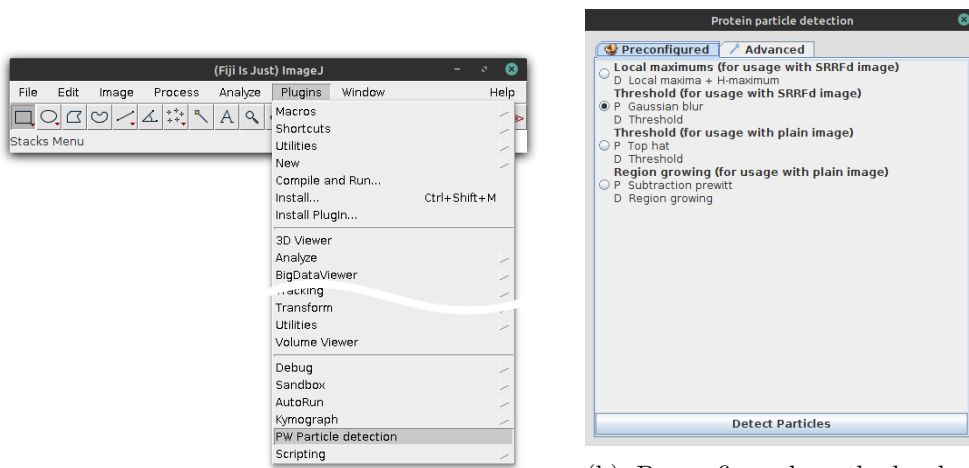 (Fiji Is Just) ImageJ
File Edit Image Process Analyze Plugins Window Help
A
Stacks Menu
Macros
Shortcuts
Utilities
New
Compile and Run...
Install... Ctrl+Shift+M
Install PlugIn...
3D Viewer
Analyze
BigDataViewer
Tracking
Transform
Utilities
Volume Viewer
Debug
Sandbox
AutoRun
Kymograph
PW Particle detection
Scripting
Protein particle detection
Preconfigured Advanced
Local maximums (for usage with SRRFd image)
D Local maxima + H-maximum
Threshold (for usage with SRRFd image)
P Gaussian blur
D Threshold
Threshold (for usage with plain image)
P Top hat
D Threshold
Region growing (for usage with plain image)
P Subtraction prewitt
D Region growing
Detect Particles